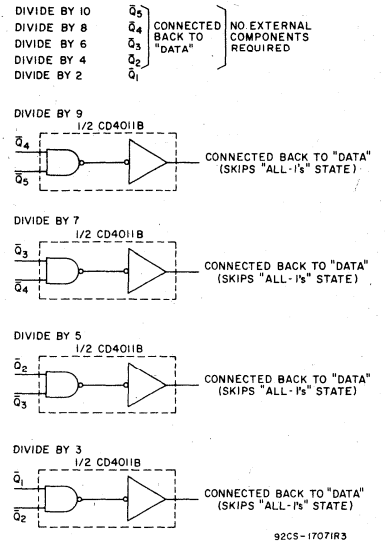 DIVIDE BY 10 Q̅5 CONNECTED BACK TO "DATA" NO EXTERNAL COMPONENTS REQUIRED
DIVIDE BY 8 Q̅4
DIVIDE BY 6 Q̅3
DIVIDE BY 4 Q̅2
DIVIDE BY 2 Q̅1
DIVIDE BY 9
1/2 CD4011B
Q̅4
Q̅5
CONNECTED BACK TO "DATA"
(SKIPS "ALL-1's" STATE)
DIVIDE BY 7
1/2 CD4011B
Q̅3
Q̅4
CONNECTED BACK TO "DATA"
(SKIPS "ALL-1's" STATE)
DIVIDE BY 5
1/2 CD4011B
Q̅2
Q̅3
CONNECTED BACK TO "DATA"
(SKIPS "ALL-1's" STATE)
DIVIDE BY 3
1/2 CD4011B
Q̅1
Q̅2
CONNECTED BACK TO "DATA"
(SKIPS "ALL-1's" STATE)
92CS-17071R3